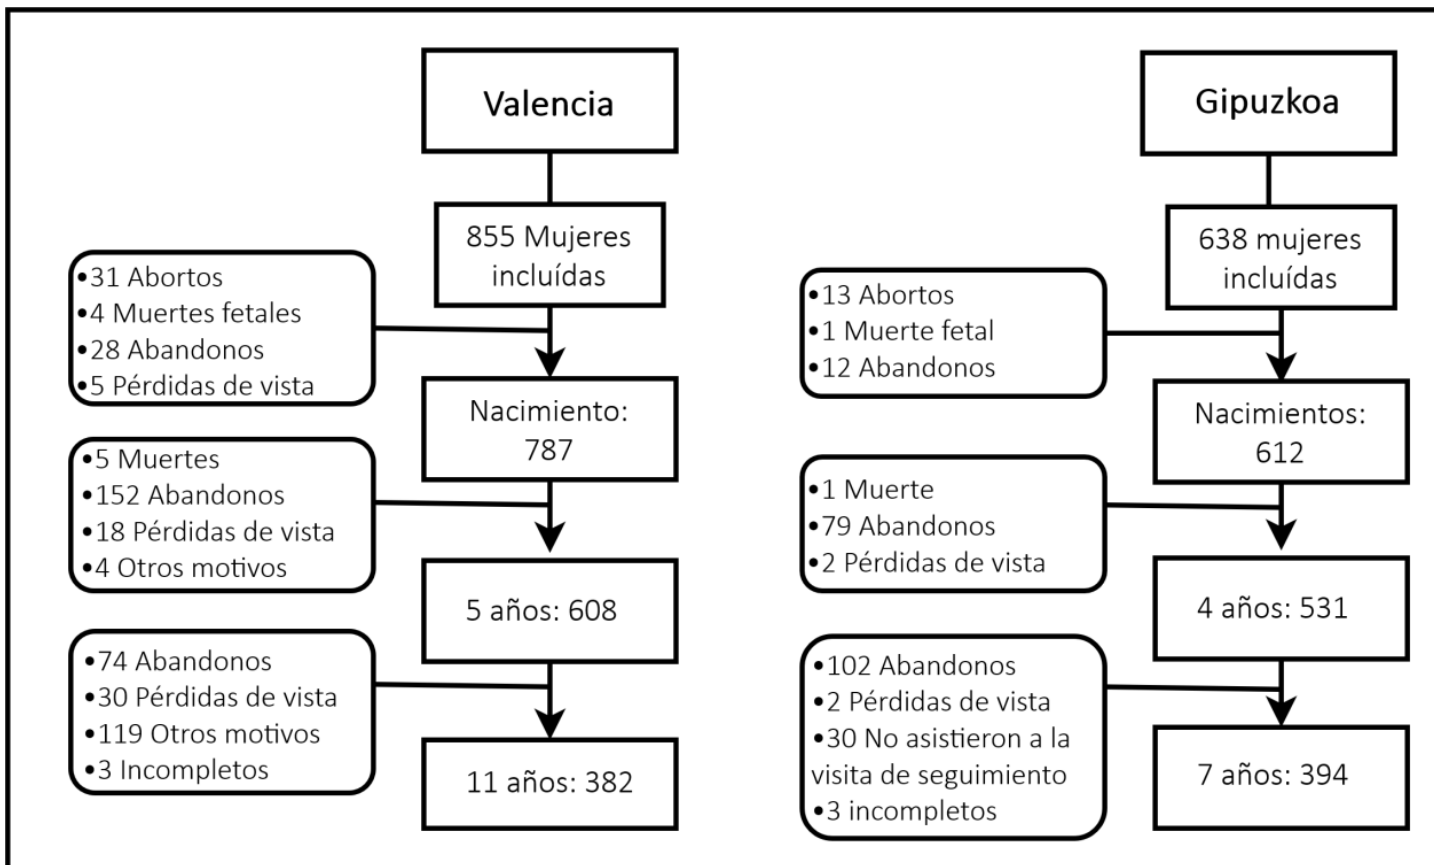 Valencia
855 Mujeres
incluídas
•31 Abortos
•4 Muertes fetales
•28 Abandonos
•5 Pérdidas de vista
Nacimiento:
787
•5 Muertes
•152 Abandonos
•18 Pérdidas de vista
•4 Otros motivos
5 años: 608
•74 Abandonos
•30 Pérdidas de vista
•119 Otros motivos
•3 Incompletos
11 años: 382
Gipuzkoa
638 mujeres
incluídas
•13 Abortos
•1 Muerte fetal
•12 Abandonos
Nacimientos:
612
•1 Muerte
•79 Abandonos
•2 Pérdidas de vista
4 años: 531
•102 Abandonos
•2 Pérdidas de vista
•30 No asistieron a la
visita de seguimiento
•3 incompletos
7 años: 394